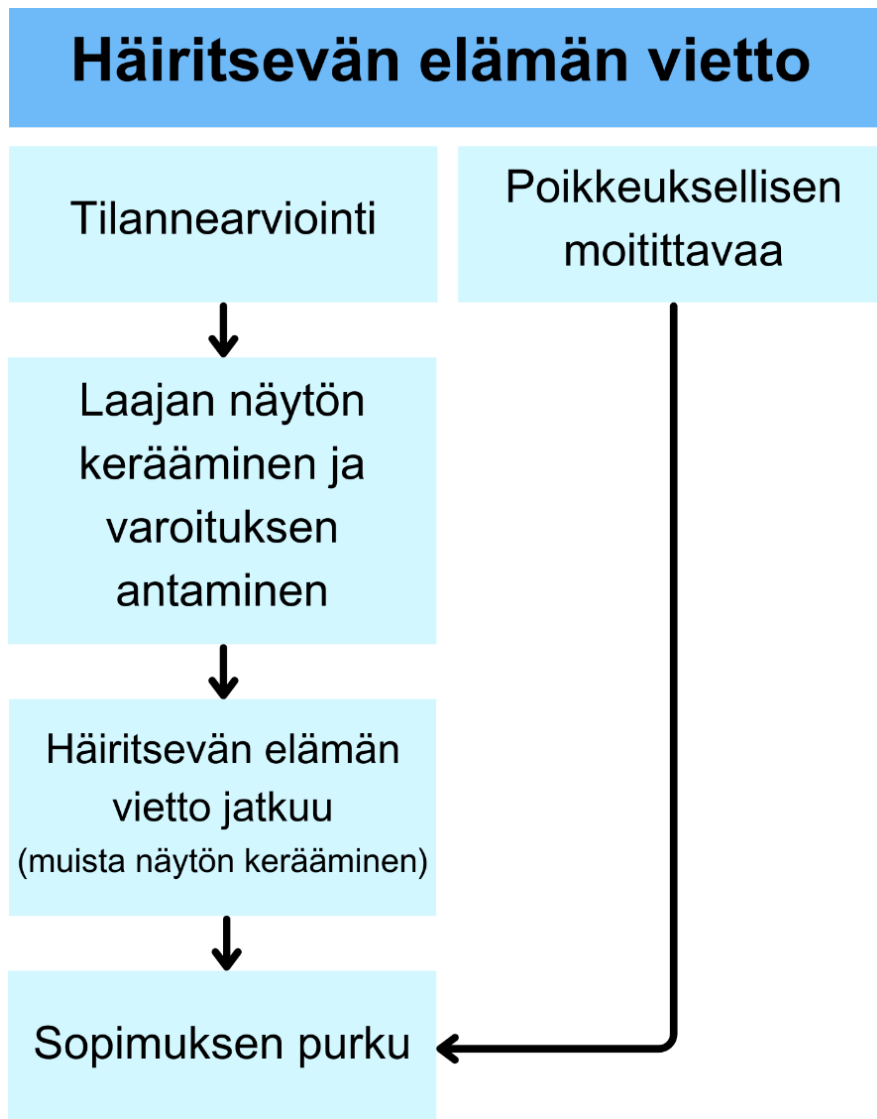 Häiritsevän elämän vietto
Tilannearviointi
Poikkeuksellisen
moitittavaa
Laajan näytön
kerääminen ja
varoituksen
antaminen
Häiritsevän elämän
vietto jatkuu
(muista näytön kerääminen)
Sopimuksen purku